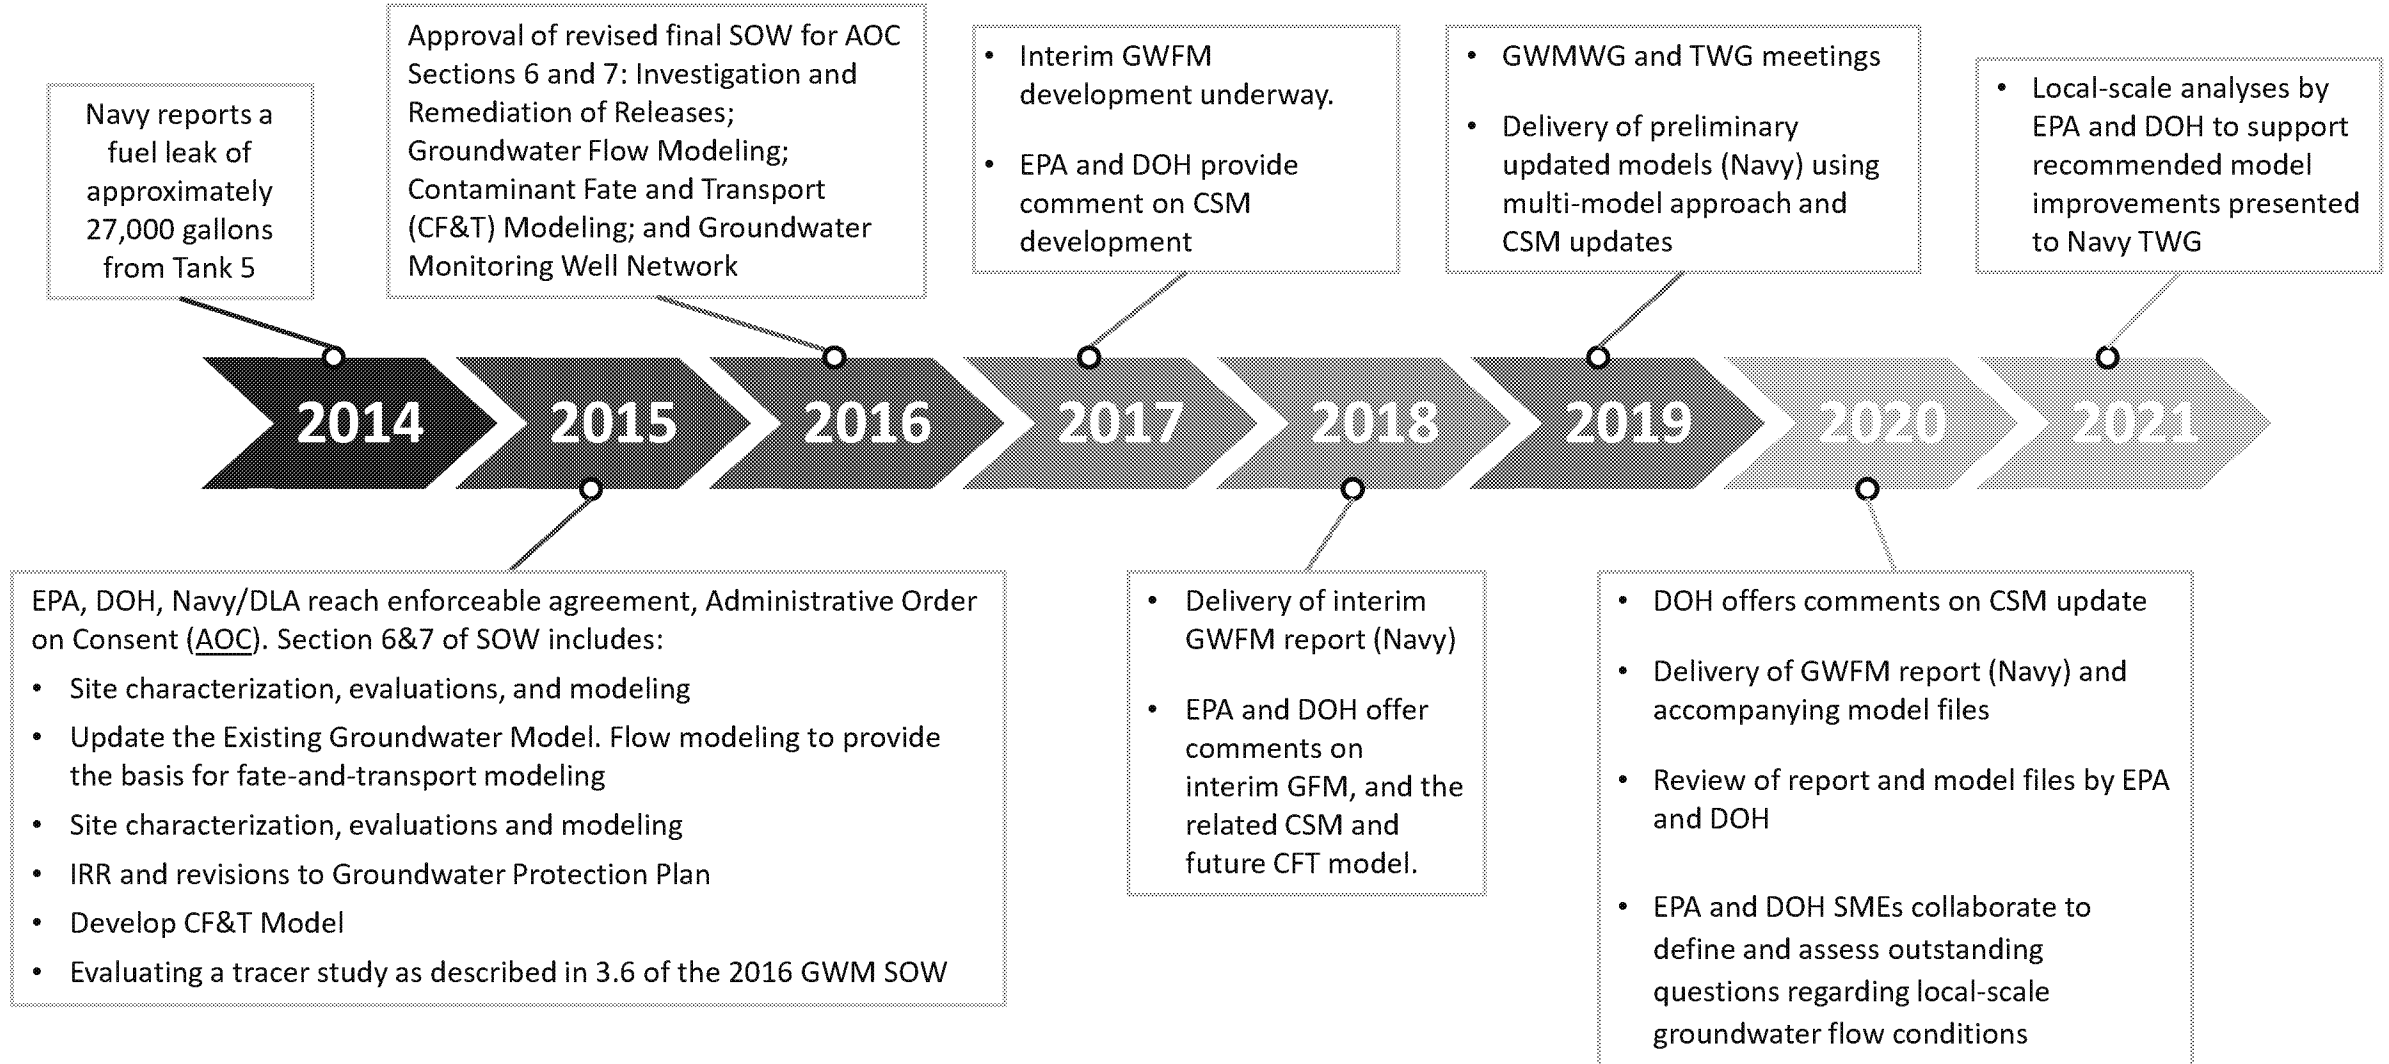 Navy reports a
fuel leak of
approximately
27,000 gallons
from Tank 5
Approval of revised final SOW for AOC
Sections 6 and 7: Investigation and
Remediation of Releases;
Groundwater Flow Modeling;
Contaminant Fate and Transport
(CF&T) Modeling; and Groundwater
Monitoring Well Network
• Interim GWFM
development underway.
• EPA and DOH provide
comment on CSM
development
• GWMWG and TWG meetings
• Delivery of preliminary
updated models (Navy) using
multi-model approach and
CSM updates
• Local-scale analyses by
EPA and DOH to support
recommended model
improvements presented
to Navy TWG
2014
2015
2016
2017
2018
2019
2020
2021
EPA, DOH, Navy/DLA reach enforceable agreement, Administrative Order
on Consent (AOC). Section 6&7 of SOW includes:
• Site characterization, evaluations, and modeling
• Update the Existing Groundwater Model. Flow modeling to provide
the basis for fate-and-transport modeling
• Site characterization, evaluations and modeling
• IRR and revisions to Groundwater Protection Plan
• Develop CF&T Model
• Evaluating a tracer study as described in 3.6 of the 2016 GWM SOW
• Delivery of interim
GWFM report (Navy)
• EPA and DOH offer
comments on
interim GFM, and the
related CSM and
future CFT model.
• DOH offers comments on CSM update
• Delivery of GWFM report (Navy) and
accompanying model files
• Review of report and model files by EPA
and DOH
• EPA and DOH SMEs collaborate to
define and assess outstanding
questions regarding local-scale
groundwater flow conditions